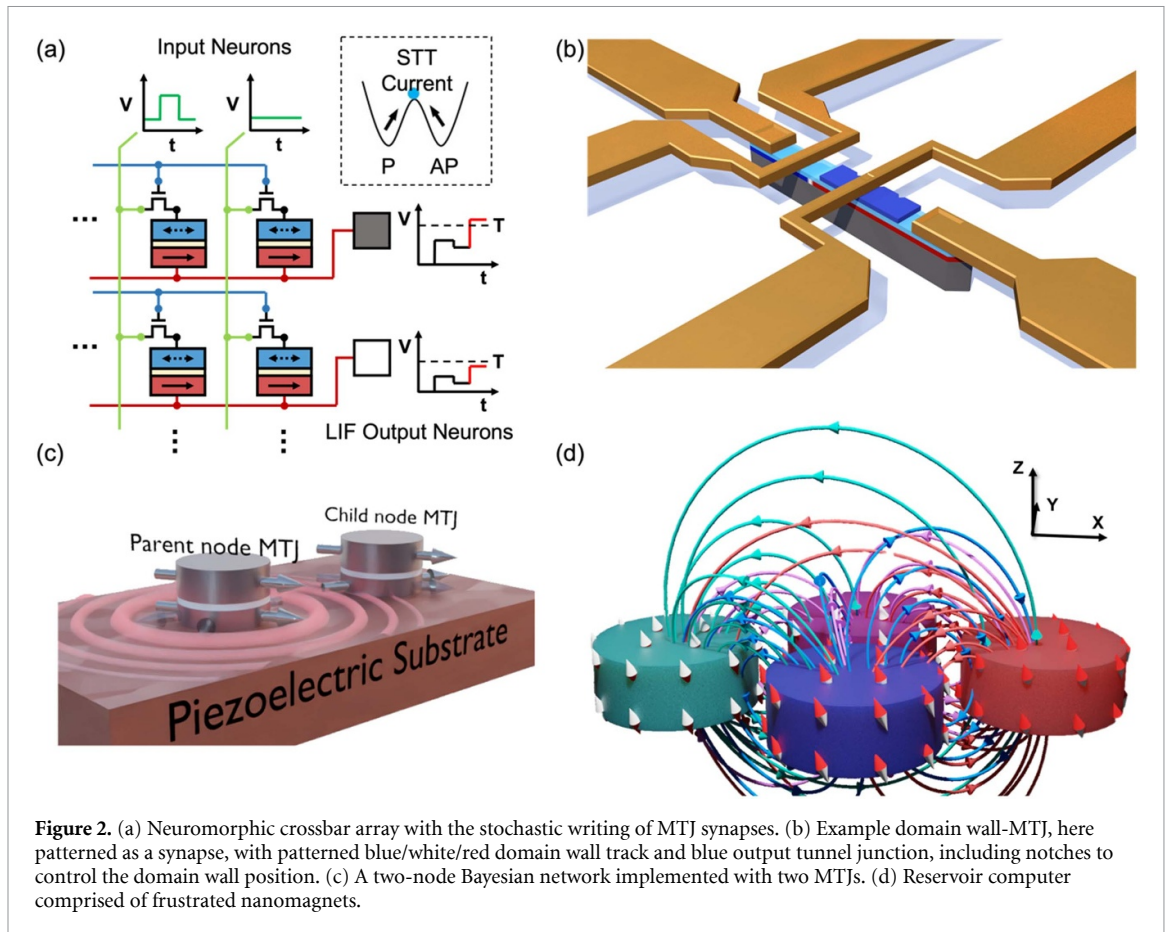 (a)
Input Neurons
V
t
V
t
STT
Current
P
AP
...
V
T
t
...
V
T
t
⋮
⋮
LIF Output Neurons
(b)
(c)
Parent node MTJ
Child node MTJ
Piezoelectric Substrate
(d)
Z
Y
X
Figure 2. (a) Neuromorphic crossbar array with the stochastic writing of MTJ synapses. (b) Example domain wall-MTJ, here
patterned as a synapse, with patterned blue/white/red domain wall track and blue output tunnel junction, including notches to
control the domain wall position. (c) A two-node Bayesian network implemented with two MTJs. (d) Reservoir computer
comprised of frustrated nanomagnets.